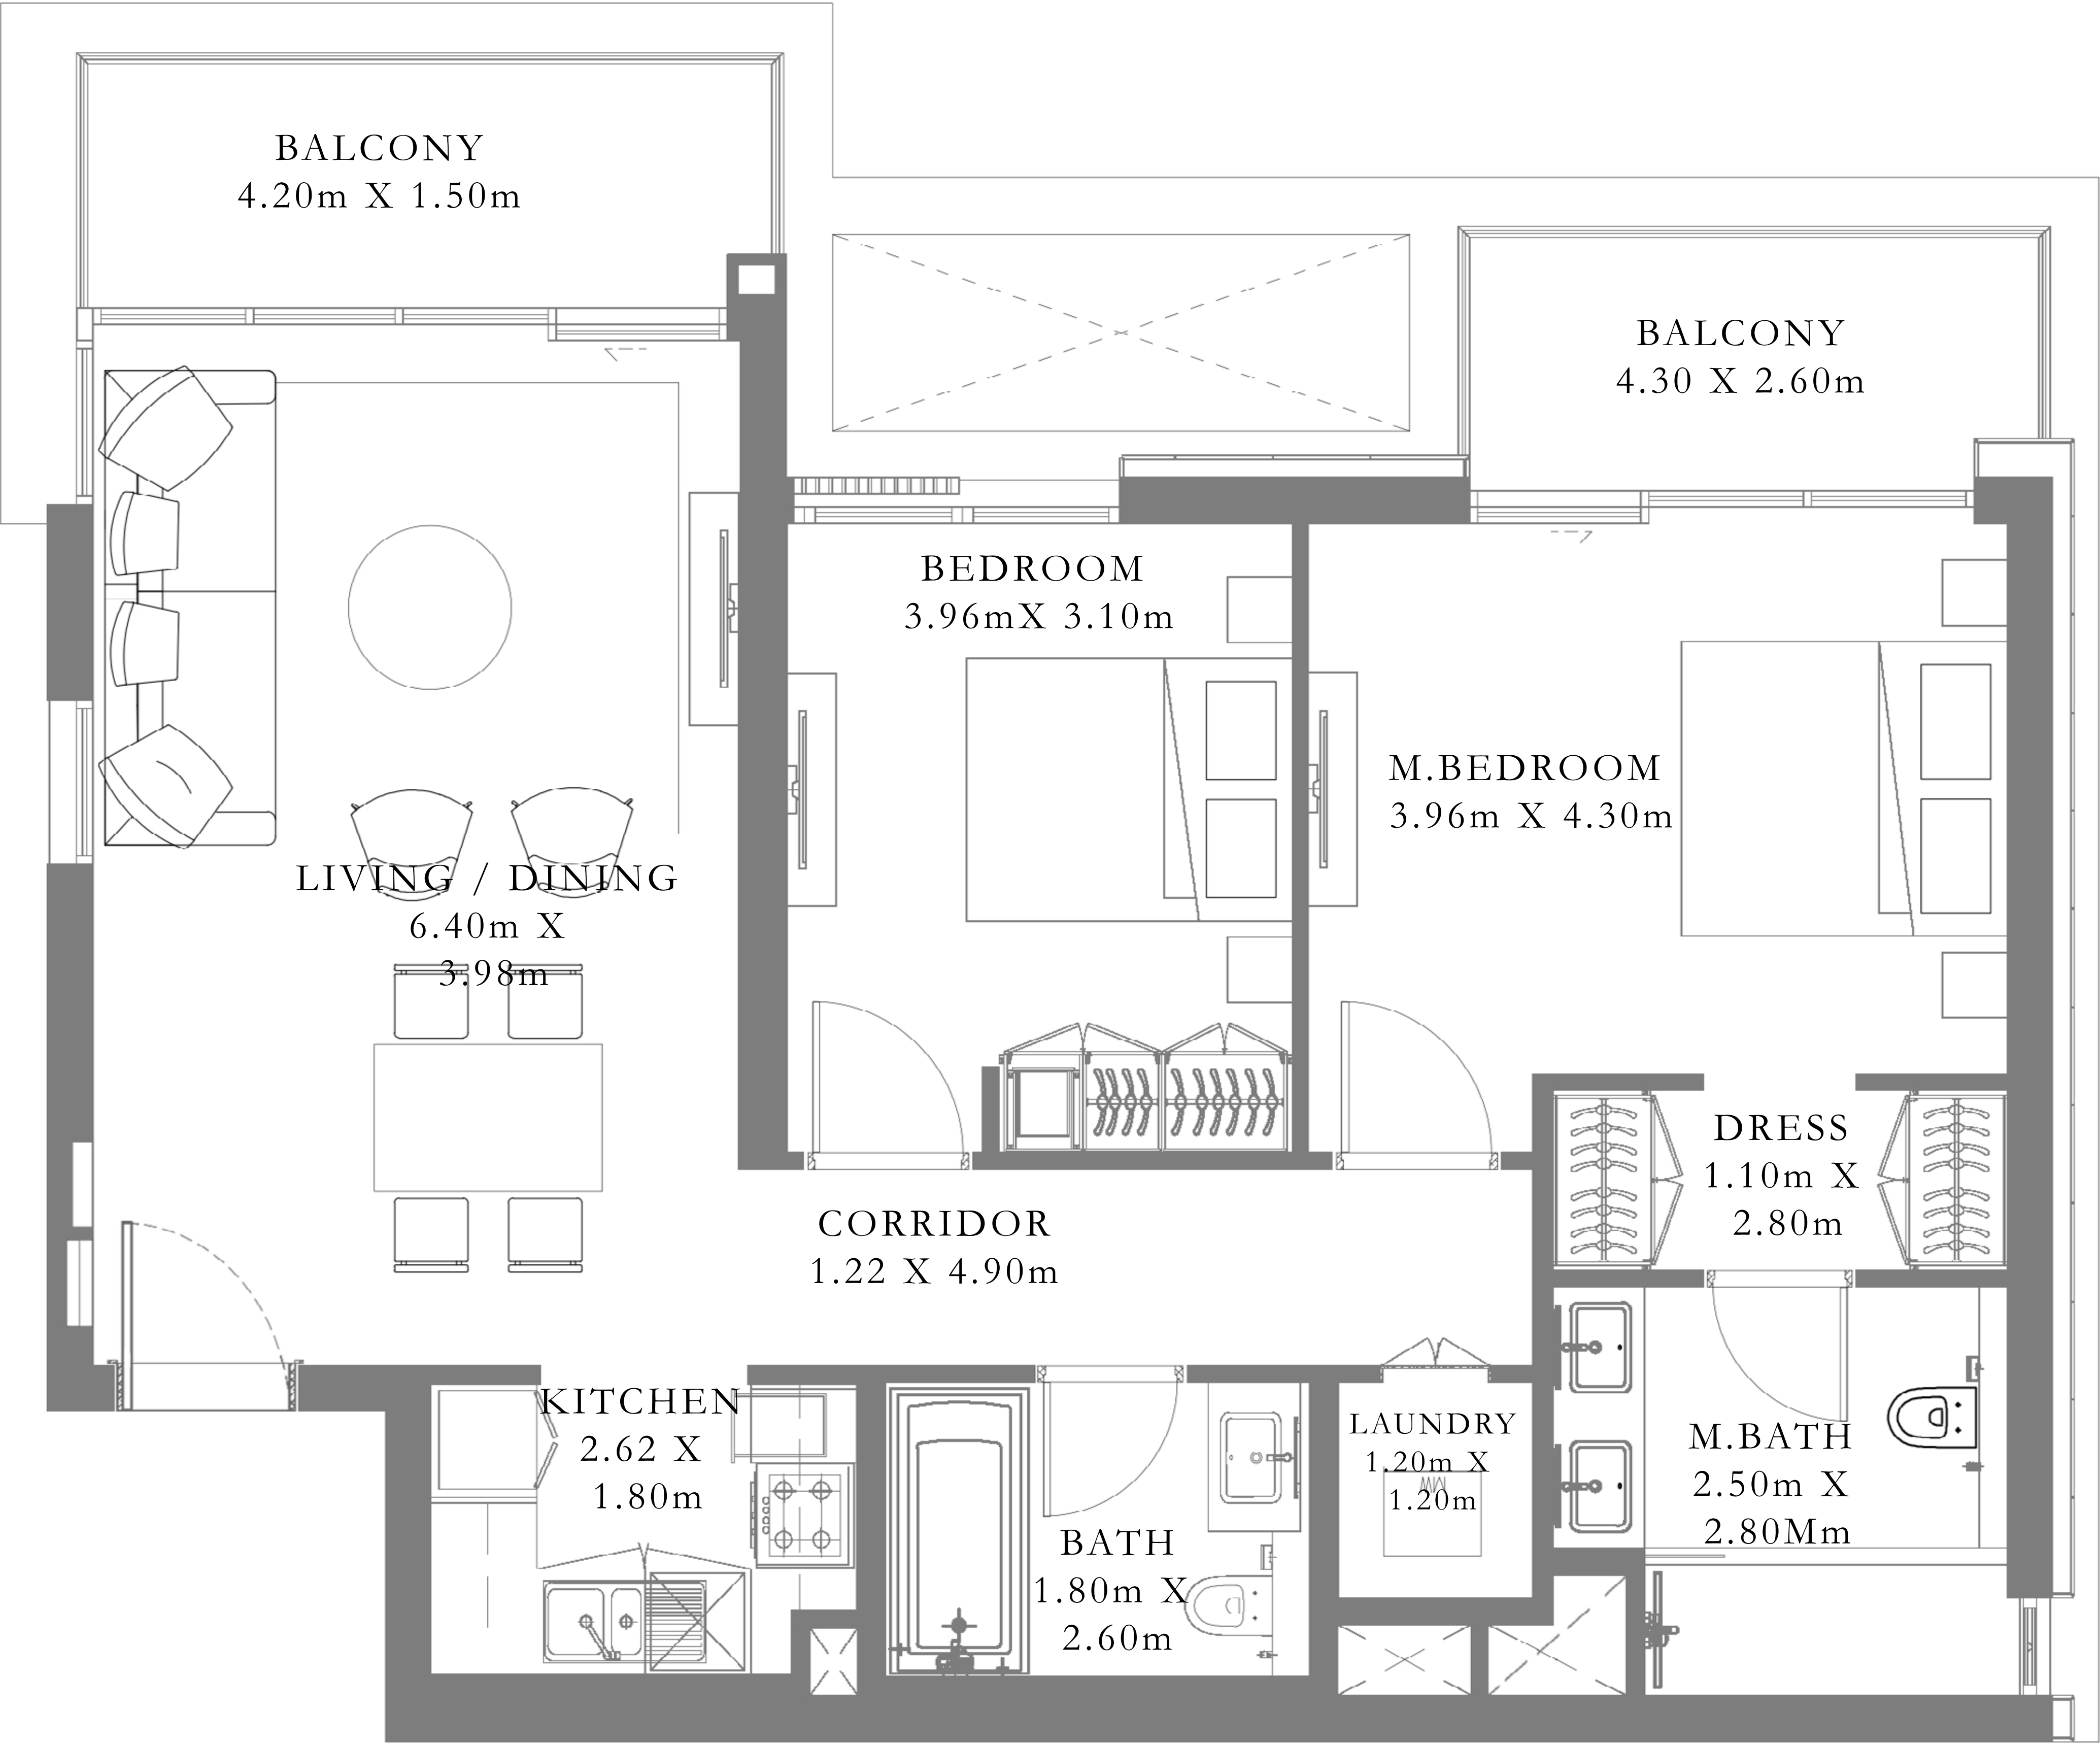 BALCONY
4.20m X 1.50m
BALCONY
4.30 X 2.60m
BEDROOM
3.96mX 3.10m
M.BEDROOM
3.96m X 4.30m
LIVING / DINING
6.40m X
3.98m
DRESS
1.10m X
2.80m
CORRIDOR
1.22 X 4.90m
KITCHEN
2.62 X
1.80m
BATH
1.80m X
2.60m
LAUNDRY
1.20m X
1.20m
M.BATH
2.50m X
2.80Mm